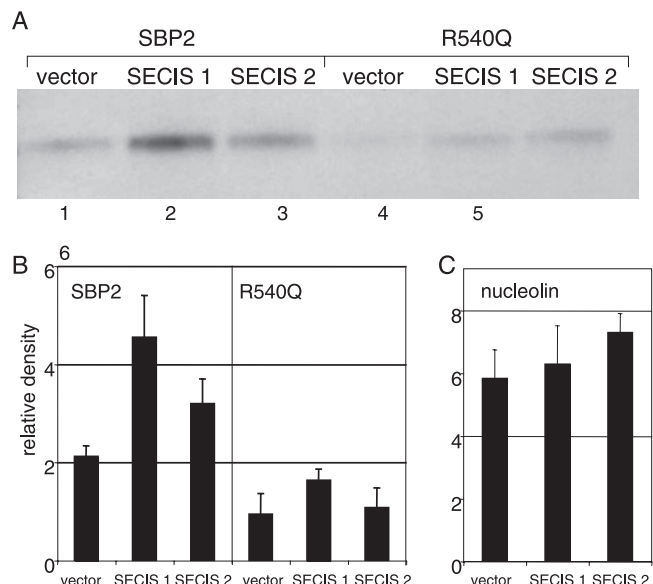 A
SBP2 R540Q
vector SECIS 1 SECIS 2 vector SECIS 1 SECIS 2
1 2 3 4 5
6
B
6
SBP2 R540Q
relative density
4
2
0
vector SECIS 1 SECIS 2 vector SECIS 1 SECIS 2
C
nucleolin
8
6
4
2
0
vector SECIS 1 SECIS 2